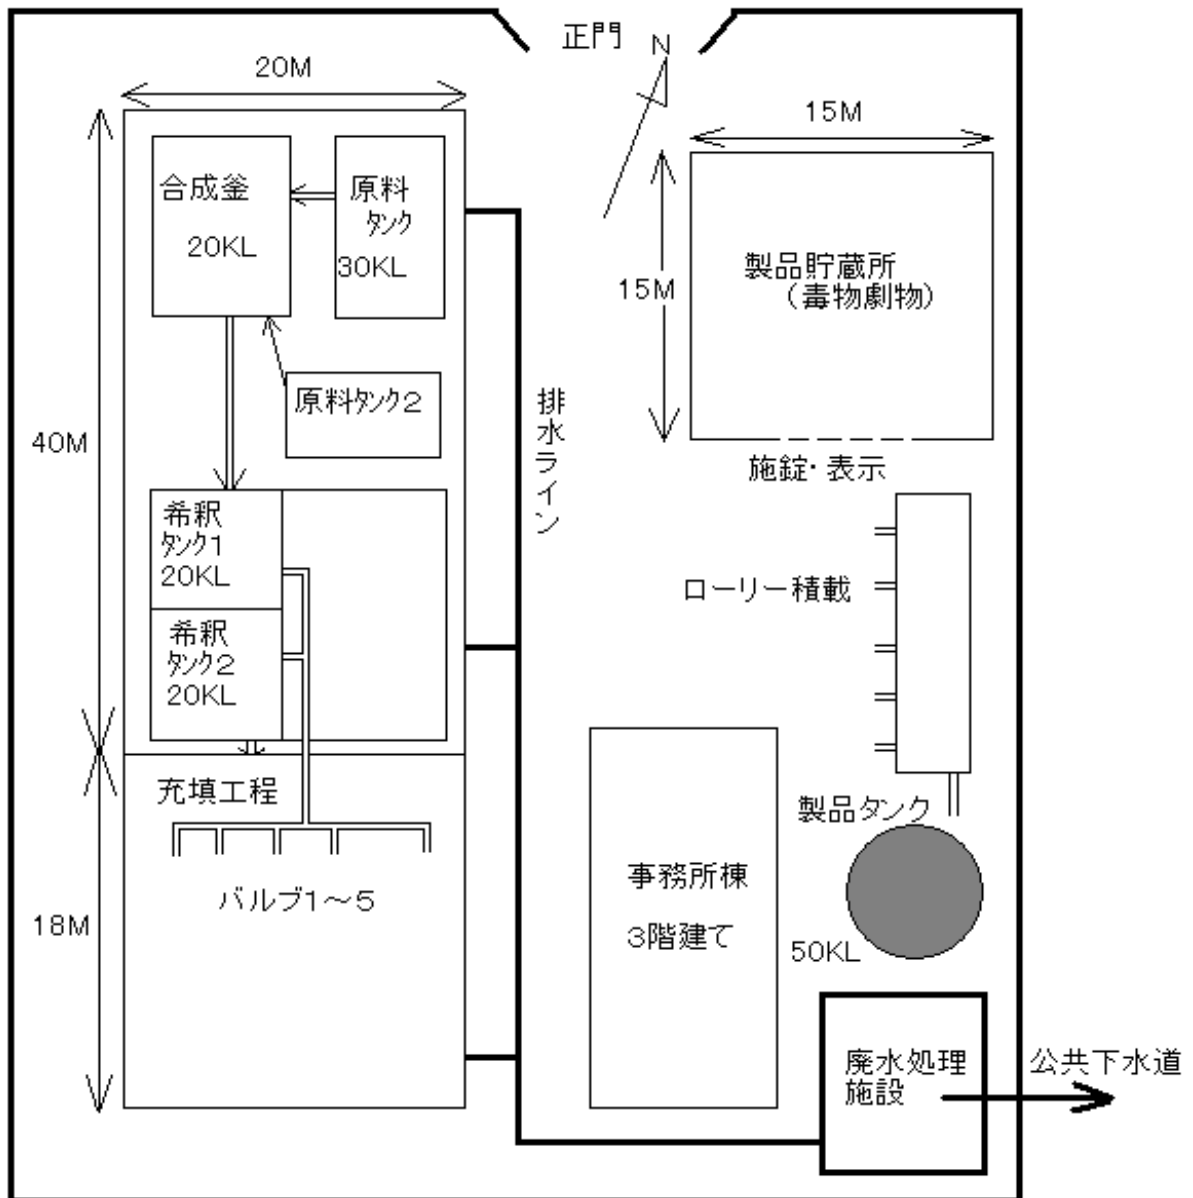 正門
N
20M
15M
合成釜
20KL
原料
タンク
30KL
15M
製品貯蔵所
(毒物劇物)
原料タンク2
40M
排水ライン
施錠・表示
希釈
タンク1
20KL
ローリー積載
希釈
タンク2
20KL
充填工程
製品タンク
バルブ1～5
18M
事務所棟
3階建て
50KL
廃水処理
施設
公共下水道